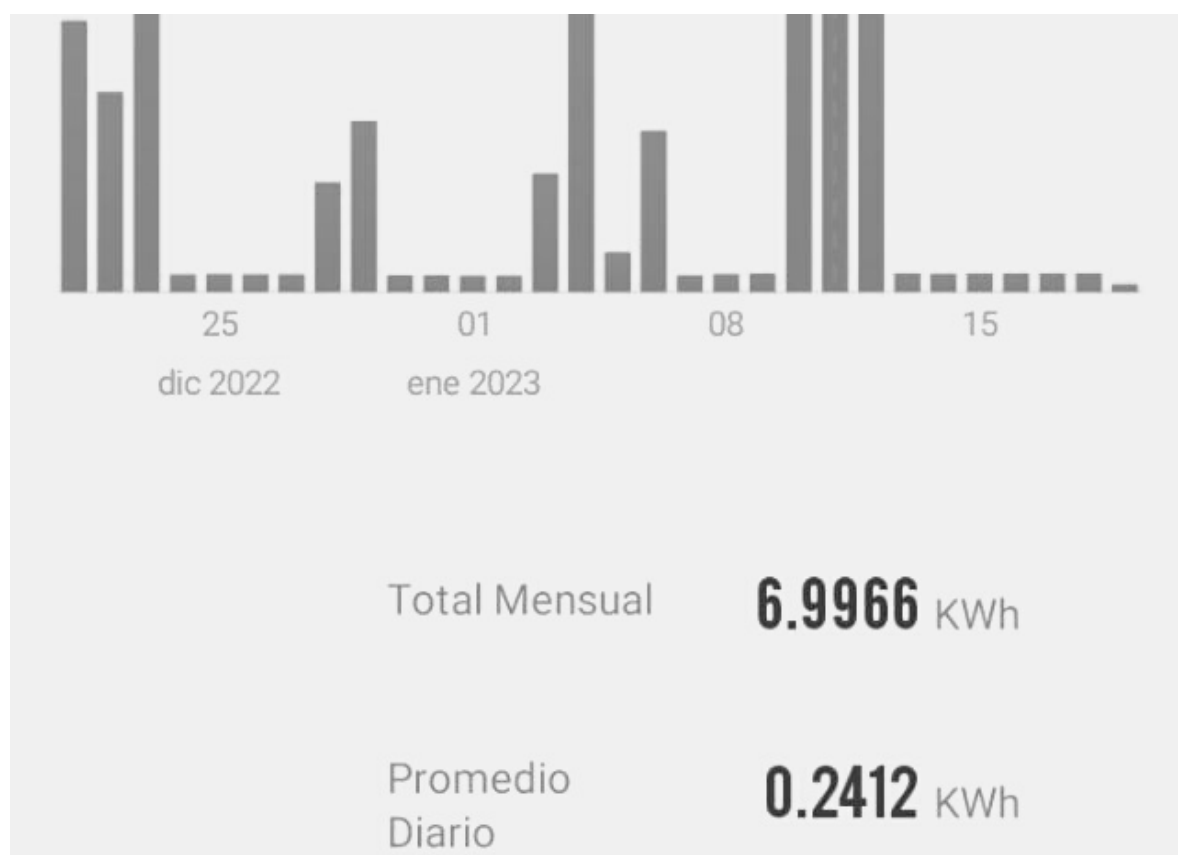 25 01 08 15
dic 2022 ene 2023
Total Mensual 6.9966 KWh
Promedio
Diario 0.2412 KWh